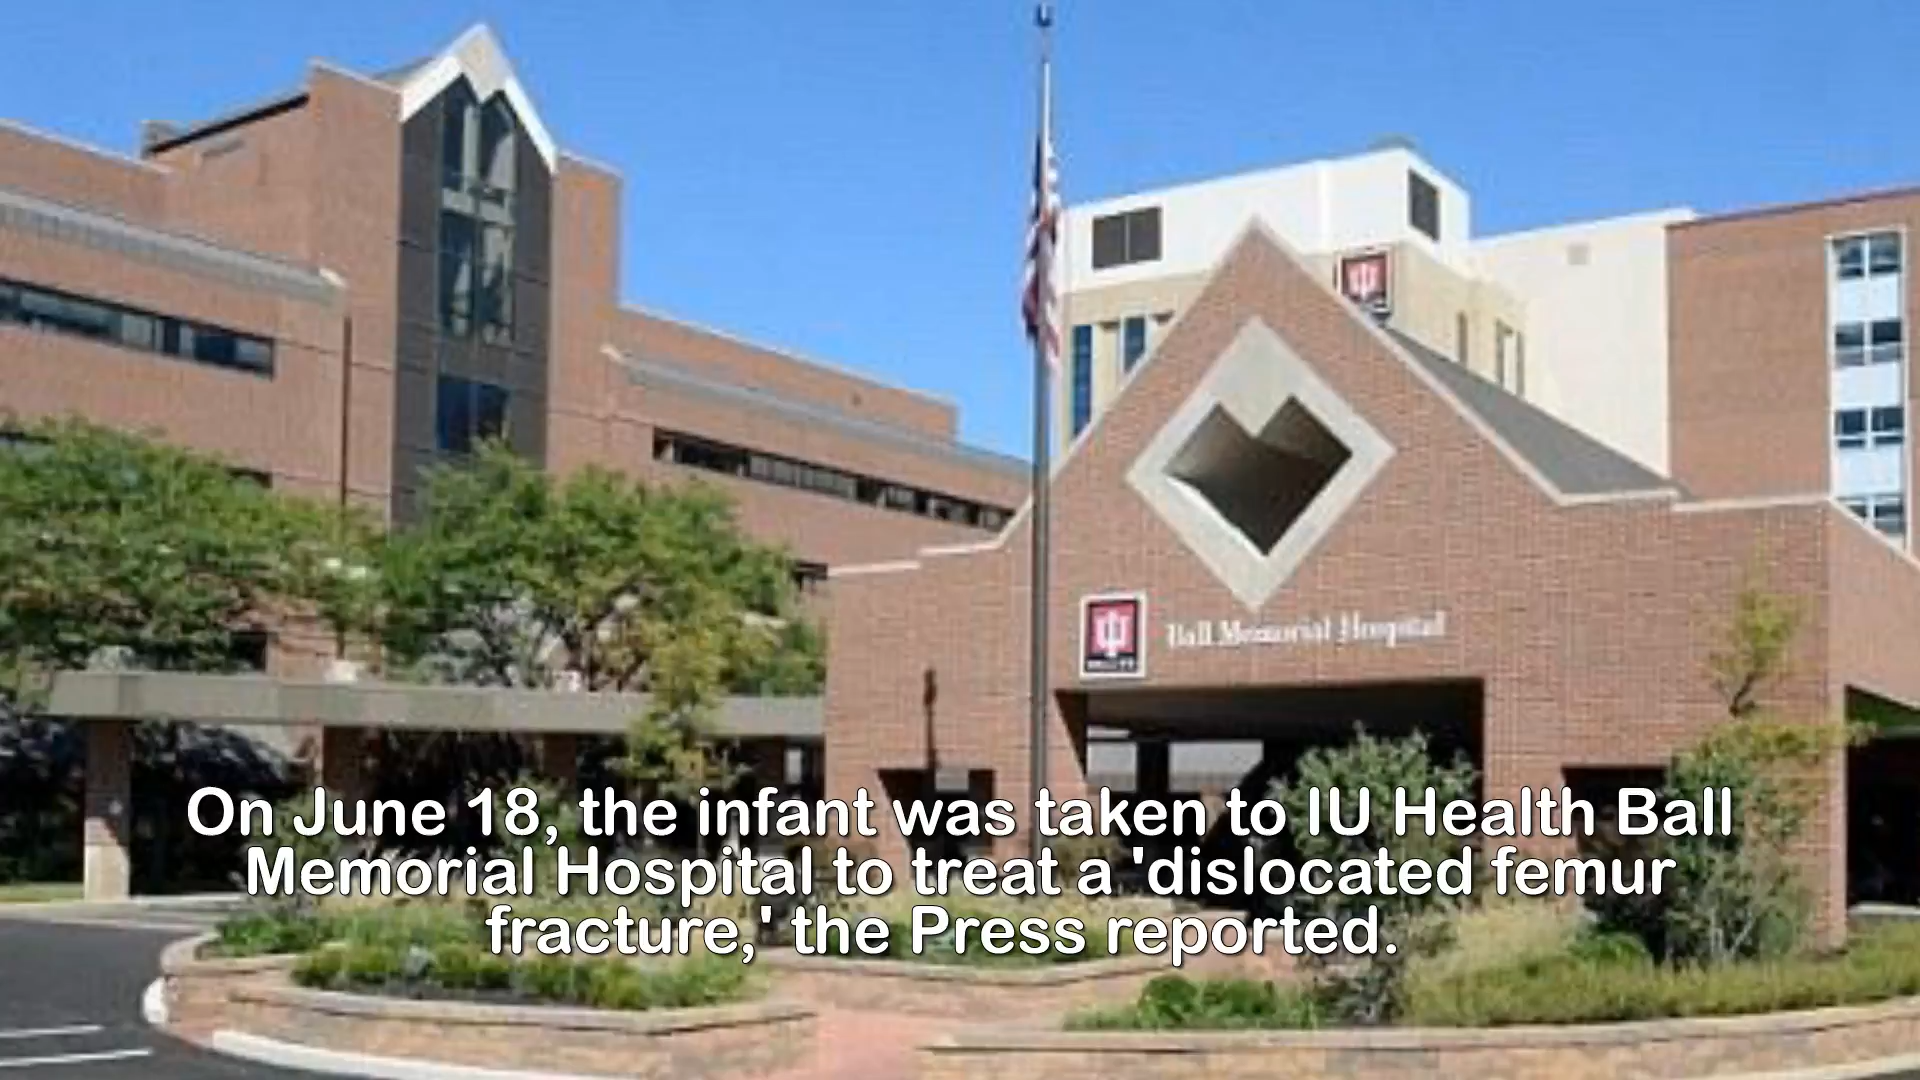 Ball Memorial Hospital
On June 18, the infant was taken to IU Health Ball
Memorial Hospital to treat a 'dislocated femur
fracture,' the Press reported.